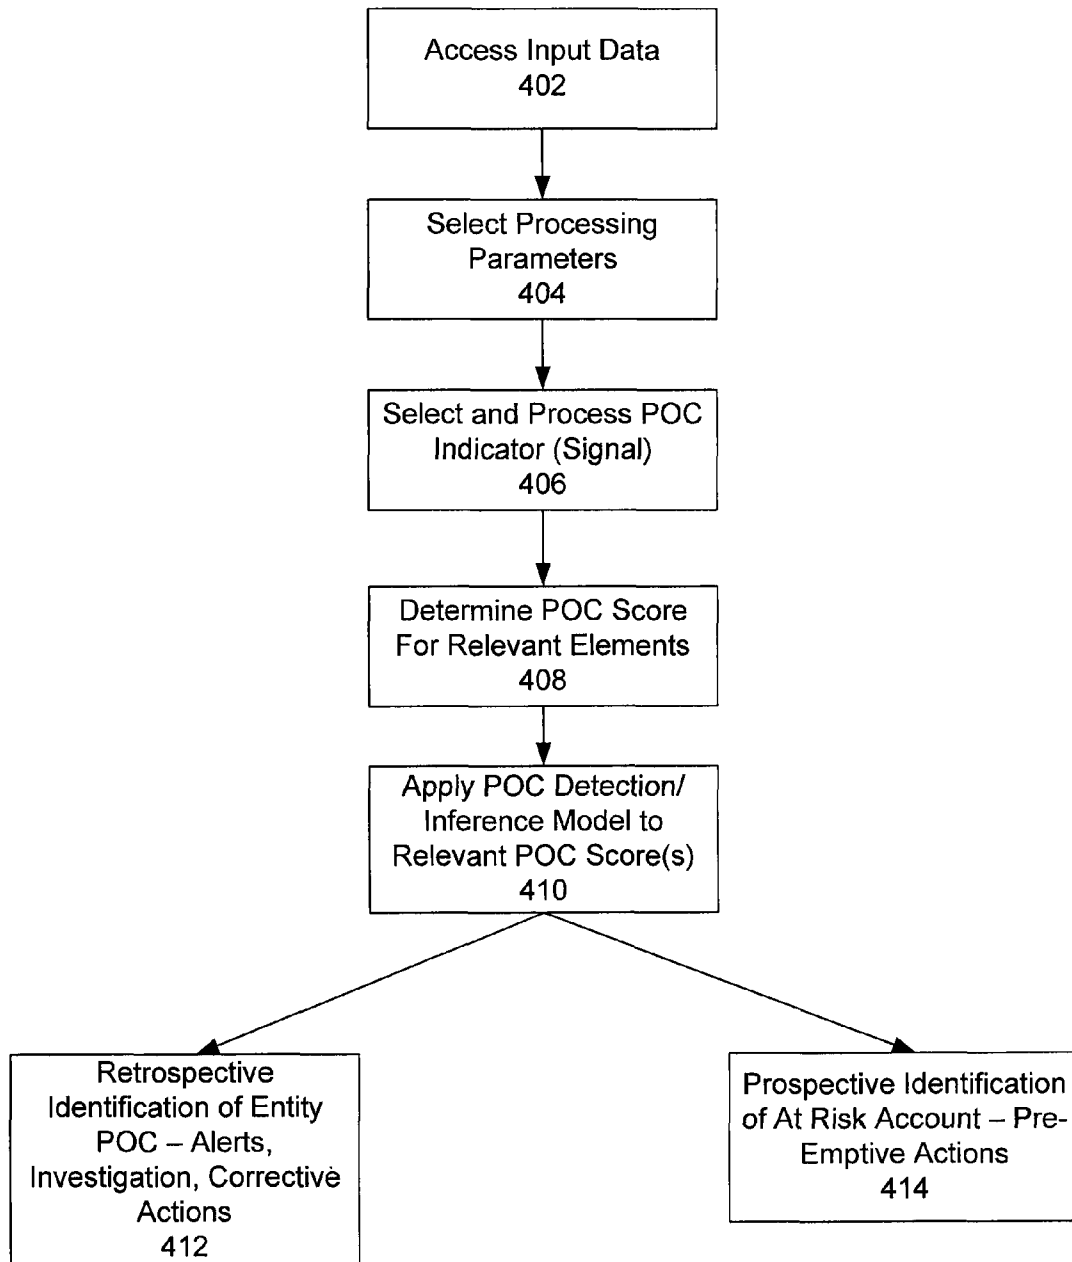 Access Input Data
402
Select Processing
Parameters
404
Select and Process POC
Indicator (Signal)
406
Determine POC Score
For Relevant Elements
408
Apply POC Detection/
Inference Model to
Relevant POC Score(s)
410
Retrospective
Identification of Entity
POC – Alerts,
Investigation, Corrective
Actions
412
Prospective Identification
of At Risk Account – Pre-
Emptive Actions
414